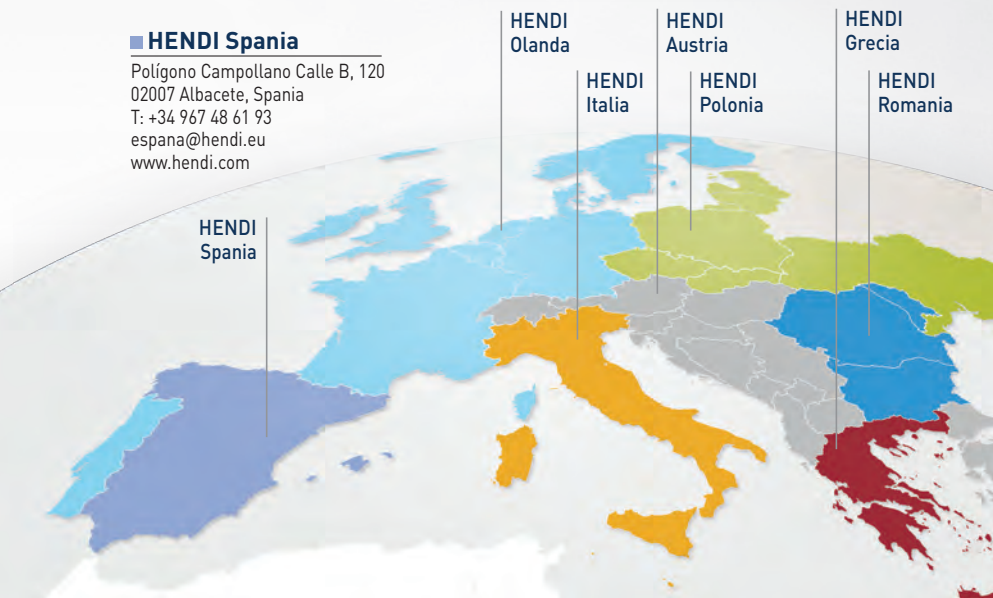 HENDI Spania
Polígono Campollano Calle B, 120
02007 Albacete, Spania
T: +34 967 48 61 93
espana@hendi.eu
www.hendi.com
HENDI
Olanda
HENDI
Italia
HENDI
Austria
HENDI
Polonia
HENDI
Grecia
HENDI
Romania
HENDI
Spania